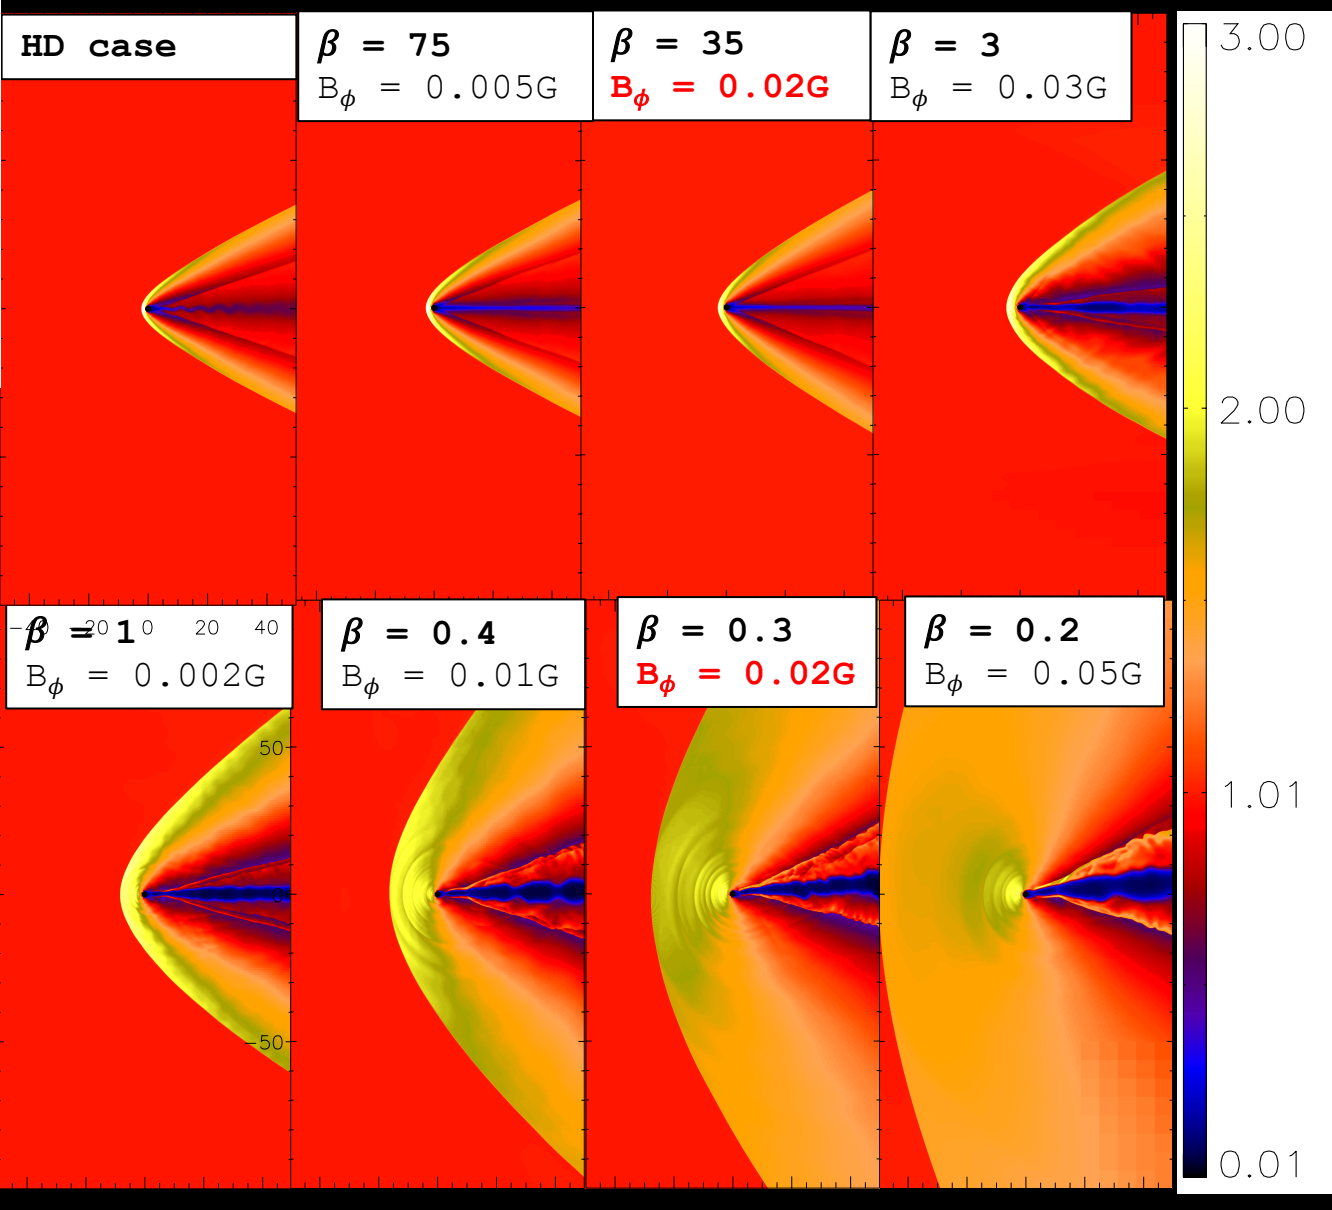 HD case
β = 75
Bϕ = 0.005G
β = 35
Bϕ = 0.02G
β = 3
Bϕ = 0.03G
3.00
2.00
1.01
0.01
β = 1
-20 0 20 40
Bϕ = 0.002G
50
0
-50
β = 0.4
Bϕ = 0.01G
β = 0.3
Bϕ = 0.02G
β = 0.2
Bϕ = 0.05G